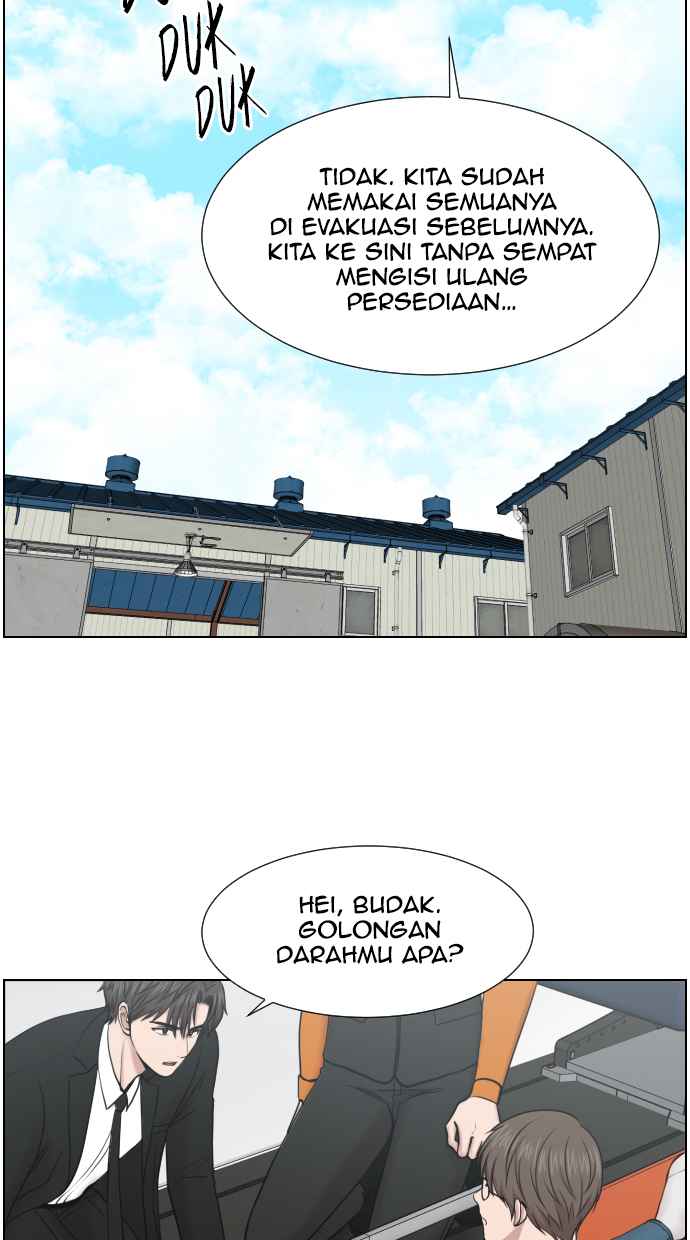 DUK
DUK
TIDAK. KITA SUDAH
MEMAKAI SEMUANYA
DI EVAKUASI SEBELUMNYA.
KITA KE SINI TANPA SEMPAT
MENGISI ULANG
PERSEDIAAN...
HEI, BUDAK.
GOLONGAN
DARAHMU APA?